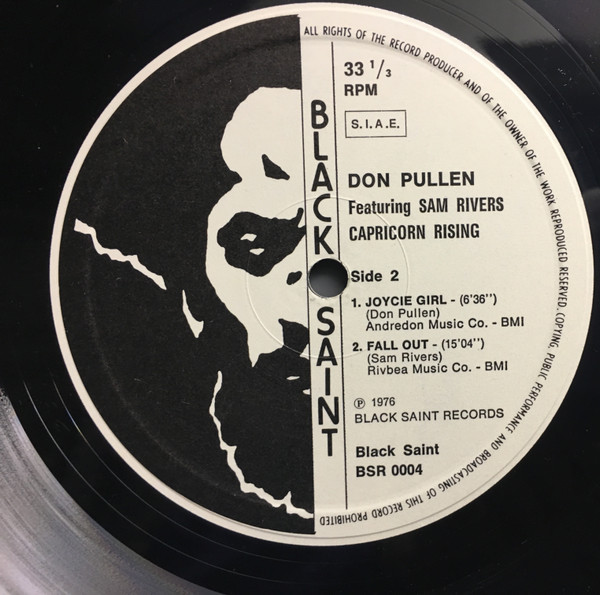 ALL RIGHTS OF THE RECORD PRODUCER AND OF THE OWNER OF THE WORK REPRODUCED RESERVED. COPYING, PUBLIC PERFORMANCE AND BROADCASTING OF THIS RECORD PROHIBITED
BLACK SAINT
33 1/3
RPM
S.I.A.E.
DON PULLEN
Featuring SAM RIVERS
CAPRICORN RISING
Side 2
1. JOYCIE GIRL - (6'36'')
(Don Pullen)
Andredon Music Co. - BMI
2. FALL OUT - (15'04'')
(Sam Rivers)
Rivbea Music Co. - BMI
℗ 1976
BLACK SAINT RECORDS
Black Saint
BSR 0004